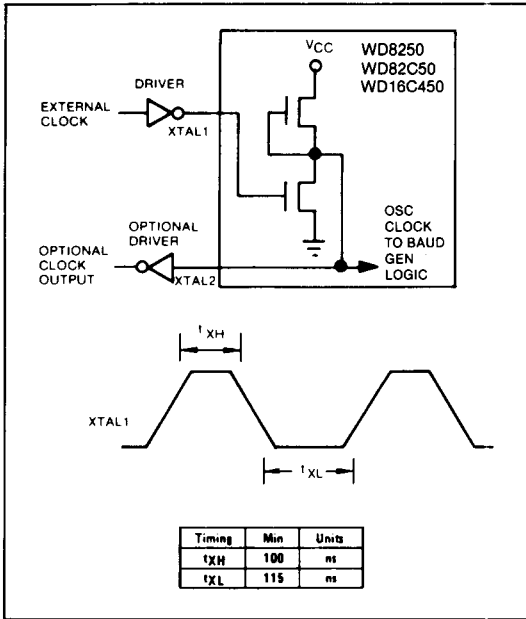 VCC
WD8250
WD82C50
WD16C450
DRIVER
EXTERNAL
CLOCK
XTAL1
OPTIONAL
DRIVER
OPTIONAL
CLOCK
OUTPUT
XTAL2
OSC
CLOCK
TO BAUD
GEN
LOGIC
tXH
XTAL1
tXL
Timing Min Units
tXH 100 ns
tXL 115 ns